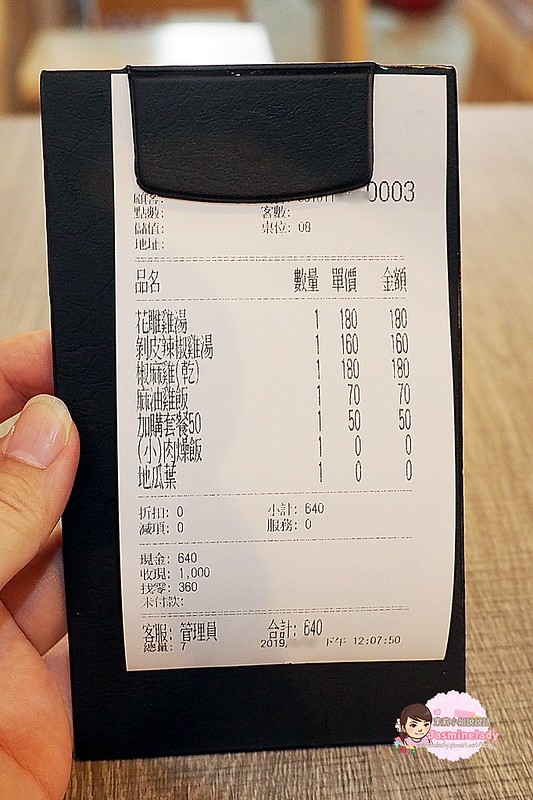 0003
顧客:
點數: 客數:
儲值: 桌位: 08
地址:
品名 數量 單價 金額
花雕雞湯 1 180 180
剝皮辣椒雞湯 1 160 160
椒麻雞(乾) 1 180 180
麻油雞飯 1 70 70
加購套餐50 1 50 50
(小)肉燥飯 1 0 0
地瓜葉 1 0 0
折扣: 0 小計: 640
減項: 0 服務: 0
現金: 640
收現: 1,000
找零: 360
未付款:
客服: 管理員 合計: 640
總量: 7 2019, 下午 12:07:50
Jasminelady